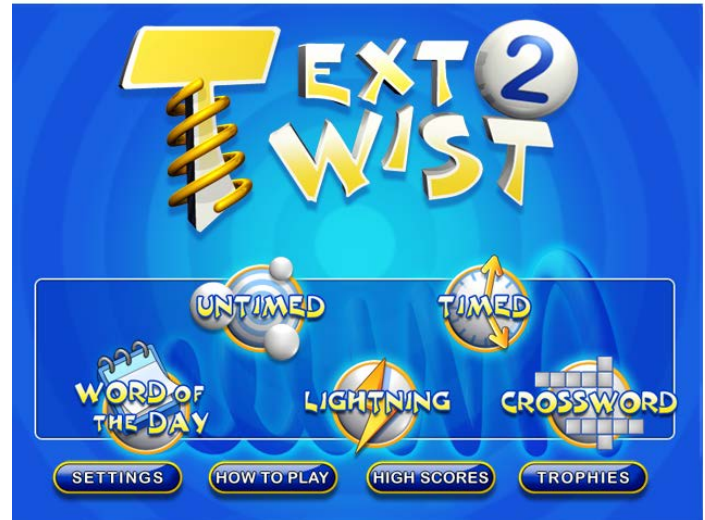 TEXT 2
TWIST
UNTIMED
TIMED
WORD OF
THE DAY
LIGHTNING
CROSSWORD
SETTINGS
HOW TO PLAY
HIGH SCORES
TROPHIES